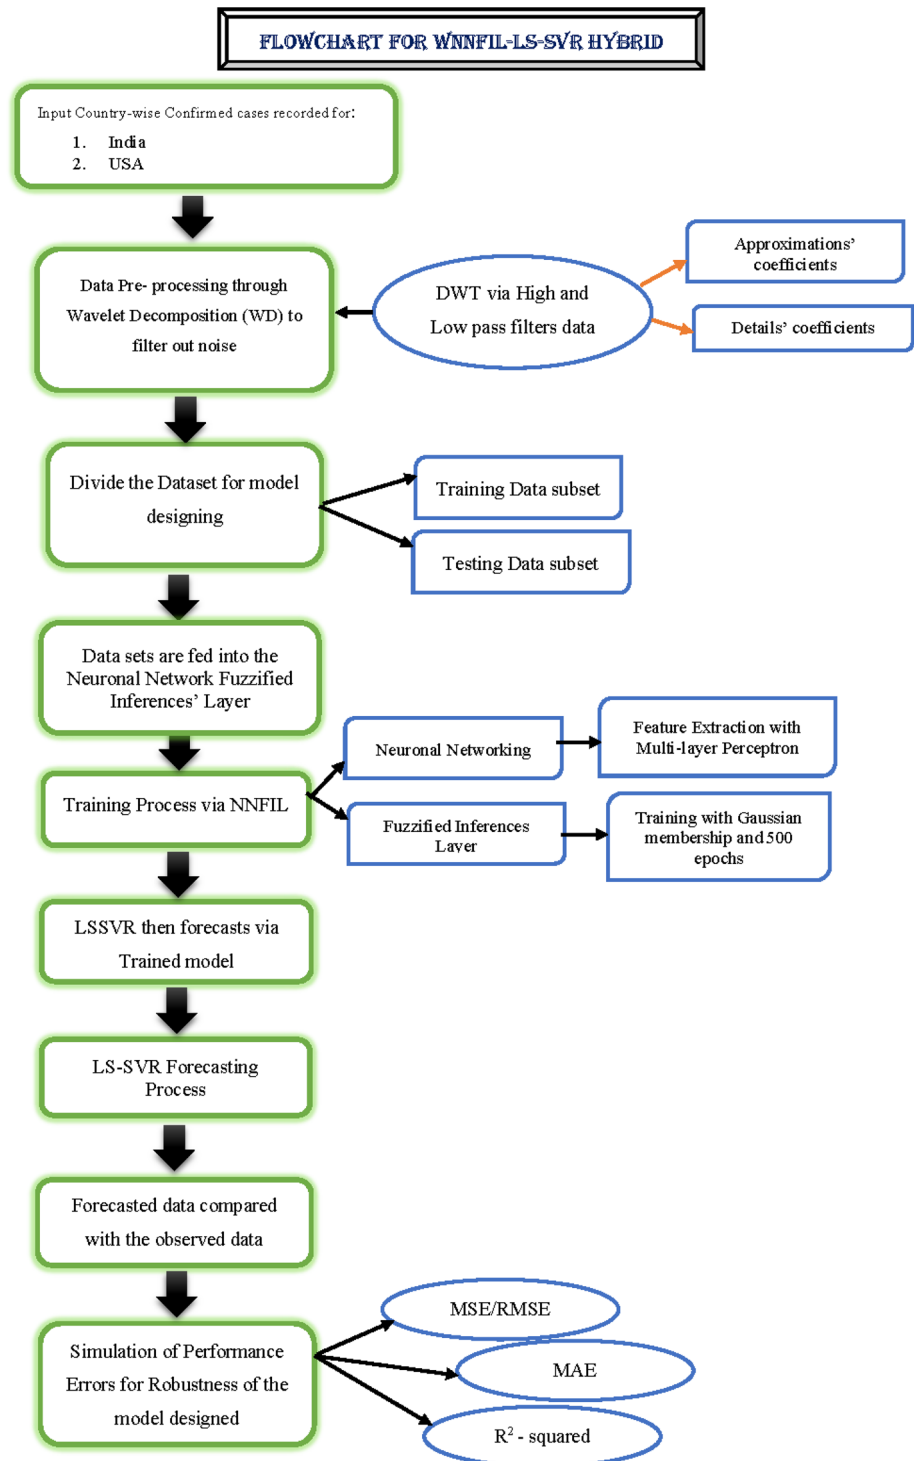 FLOWCHART FOR WNNFIL-LS-SVR HYBRID
Input Country-wise Confirmed cases recorded for:
1. India
2. USA
Data Pre- processing through
Wavelet Decomposition (WD) to
filter out noise
DWT via High and
Low pass filters data
Approximations’
coefficients
Details’ coefficients
Divide the Dataset for model
designing
Training Data subset
Testing Data subset
Data sets are fed into the
Neuronal Network Fuzzified
Inferences’ Layer
Training Process via NNFIL
Neuronal Networking
Feature Extraction with
Multi-layer Perceptron
Fuzzified Inferences
Layer
Training with Gaussian
membership and 500
epochs
LSSVR then forecasts via
Trained model
LS-SVR Forecasting
Process
Forecasted data compared
with the observed data
Simulation of Performance
Errors for Robustness of the
model designed
MSE/RMSE
MAE
R² - squared